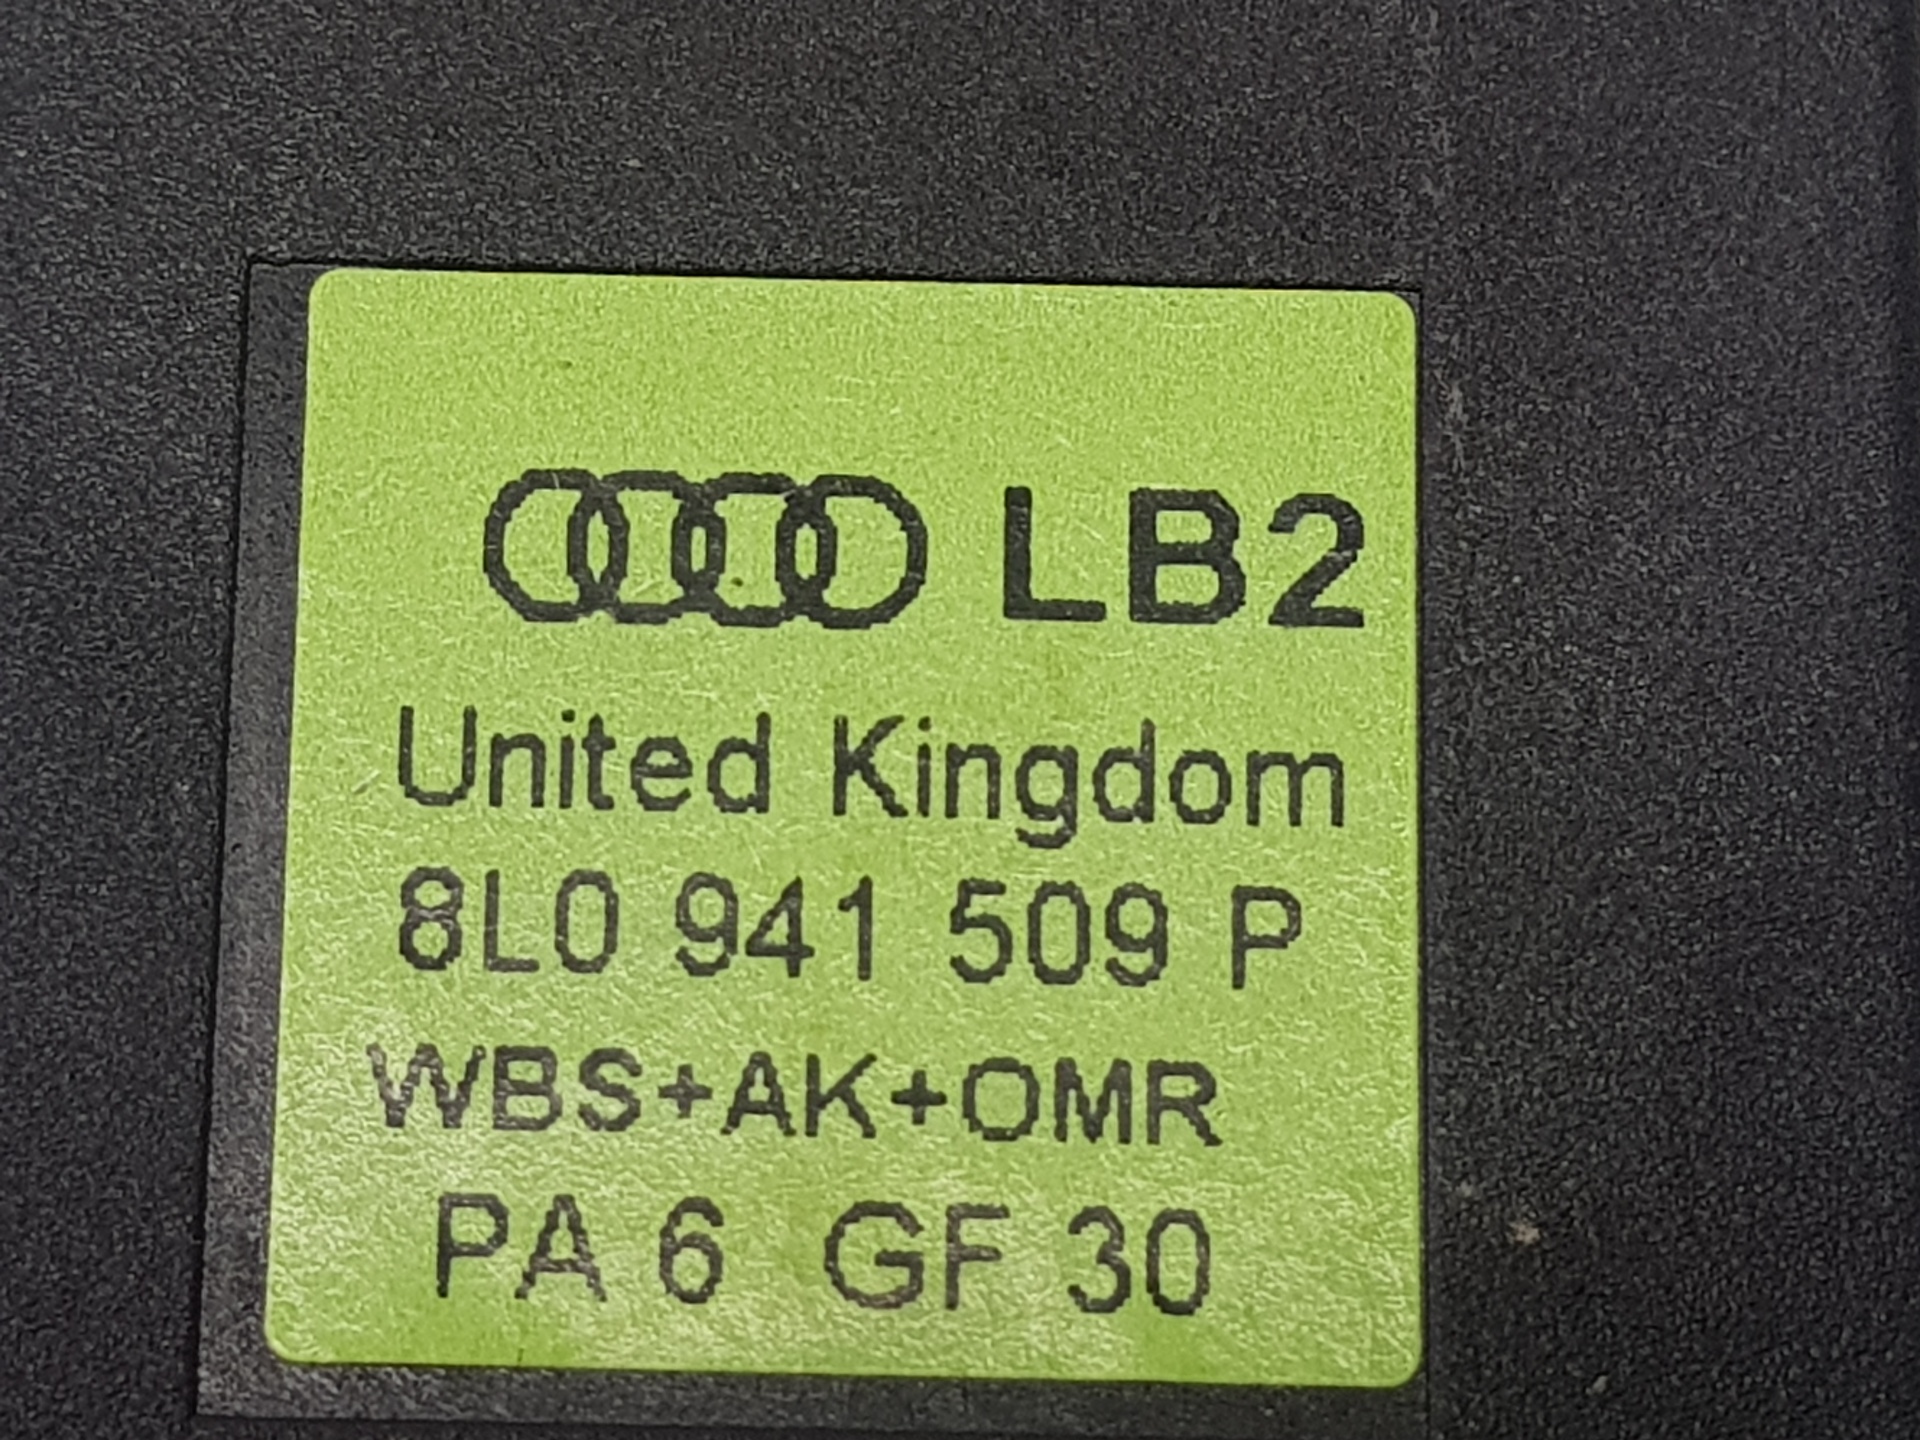 LB2
United Kingdom
8L0 941 509 P
WBS+AK+OMR
PA 6 GF 30